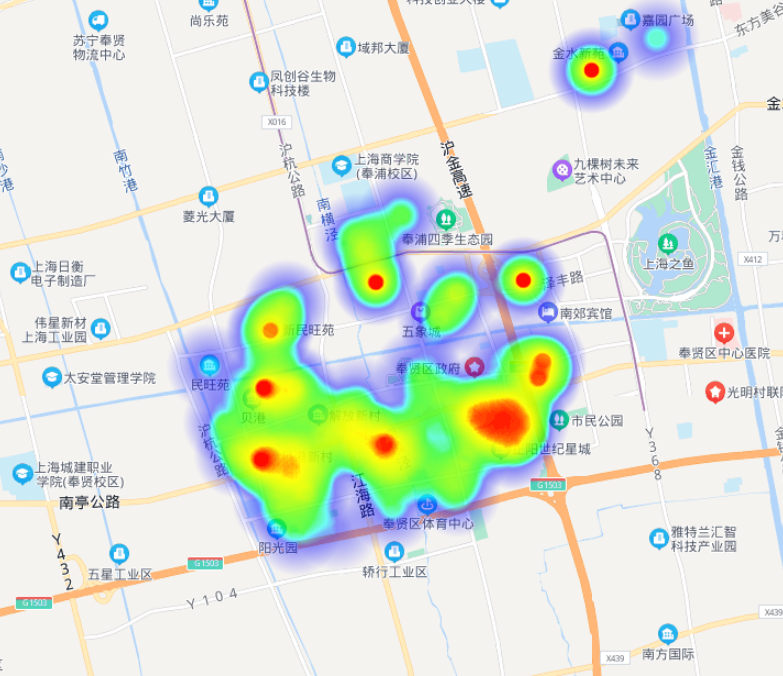 科技创业大楼
嘉园广场
东方美谷
尚乐苑
苏宁奉贤
物流中心
域邦大厦
金水新苑
凤创谷生物
科技楼
X016
沪杭公路
沪金高速
金汇港
金钱公路
南竹港
上海商学院
(奉浦校区)
九棵树未来
艺术中心
菱光大厦
南横泾
奉浦四季生态园
上海之鱼
X412
万
上海日衡
电子制造厂
泽丰路
南郊宾馆
伟星新材
上海工业园
新民旺苑
五象城
奉贤区中心医院
奉贤区政府
太安堂管理学院
民旺苑
光明村联
贝港
解放新村
市民公园
沪杭公路
正阳世纪星城
新村
Y368
上海城建职业
学院(奉贤校区)
南亭公路
江海路
G1503
奉贤区体育中心
阳光园
Y432
五星工业区
G1503
轿行工业区
雅特兰汇智
科技产业园
G1503
Y104
X439
南方国际
X439